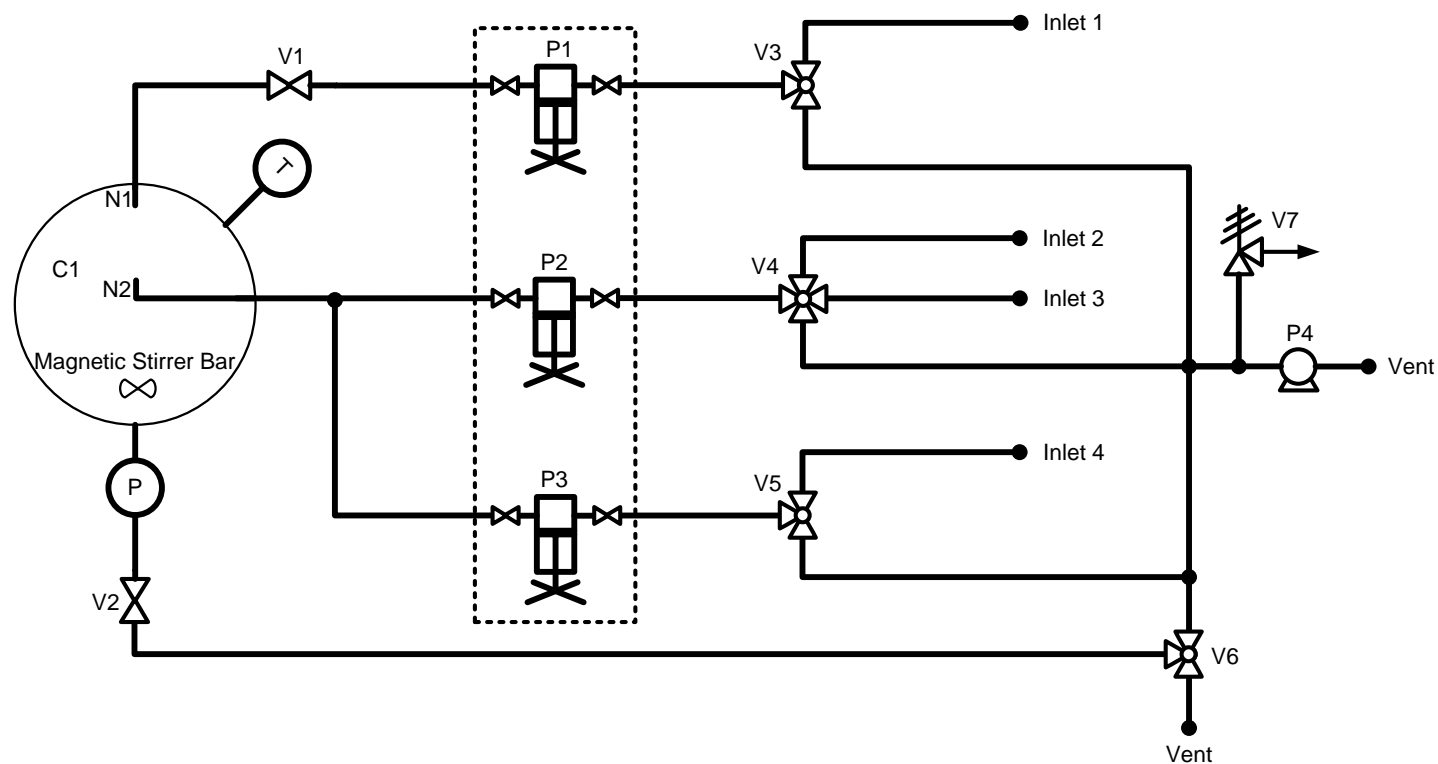 Inlet 1
V1
P1
V3
T
N1
V7
Inlet 2
C1
P2
V4
N2
Inlet 3
P4
Magnetic Stirrer Bar
Vent
Inlet 4
P
P3
V5
V2
V6
Vent